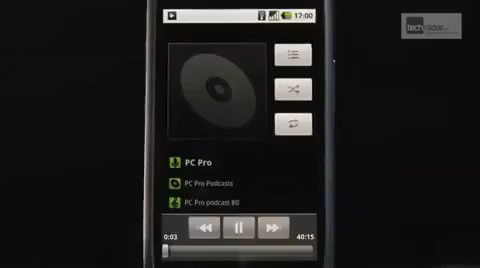 17:00
techradar
PC Pro
PC Pro Podcasts
PC Pro podcast 80
0:03
40:15